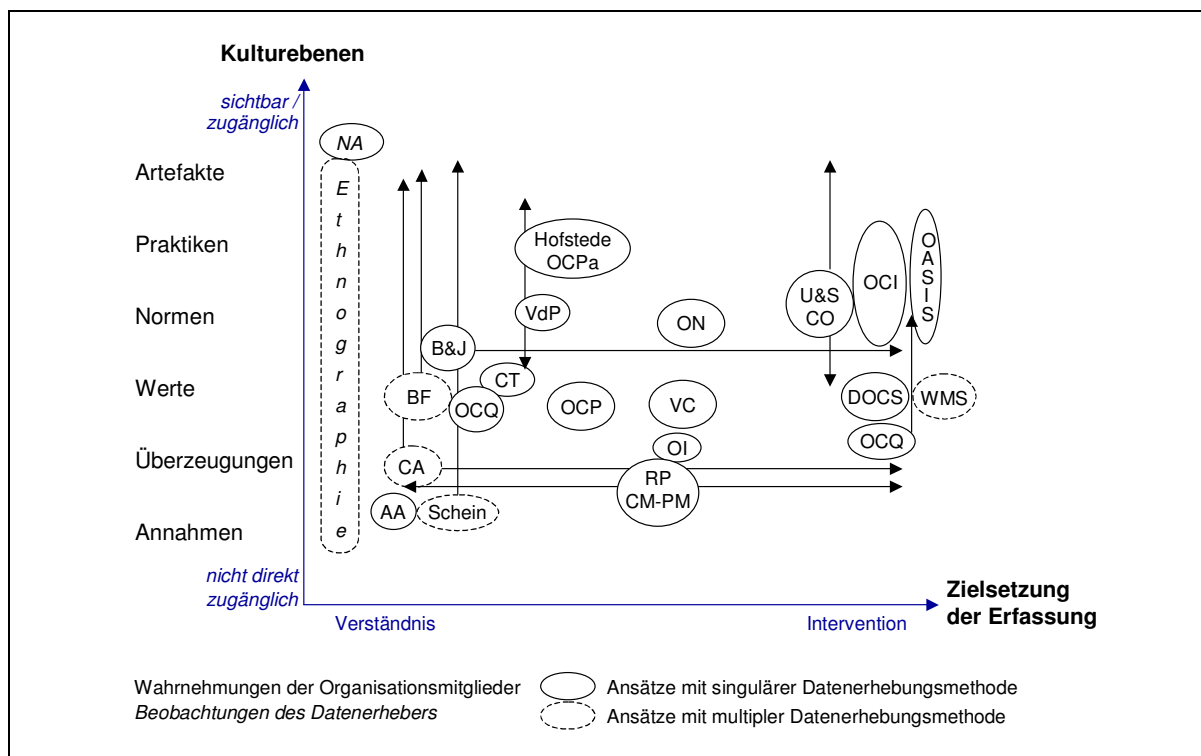 Kulturebenen
sichtbar /
zugänglich
NA
Artefakte
Ethnographie
Praktiken
Hofstede
OCPa
OASIS
OCI
U&S
CO
Normen
VdP
ON
B&J
CT
Werte
BF
OCQ
OCP
VC
DOCS
WMS
OCQ
OI
Überzeugungen
CA
RP
CM-PM
AA
Schein
Annahmen
nicht direkt
zugänglich
Zielsetzung
der Erfassung
Verständnis
Intervention
Wahrnehmungen der Organisationsmitglieder
Ansätze mit singulärer Datenerhebungsmethode
Beobachtungen des Datenerhebers
Ansätze mit multipler Datenerhebungsmethode